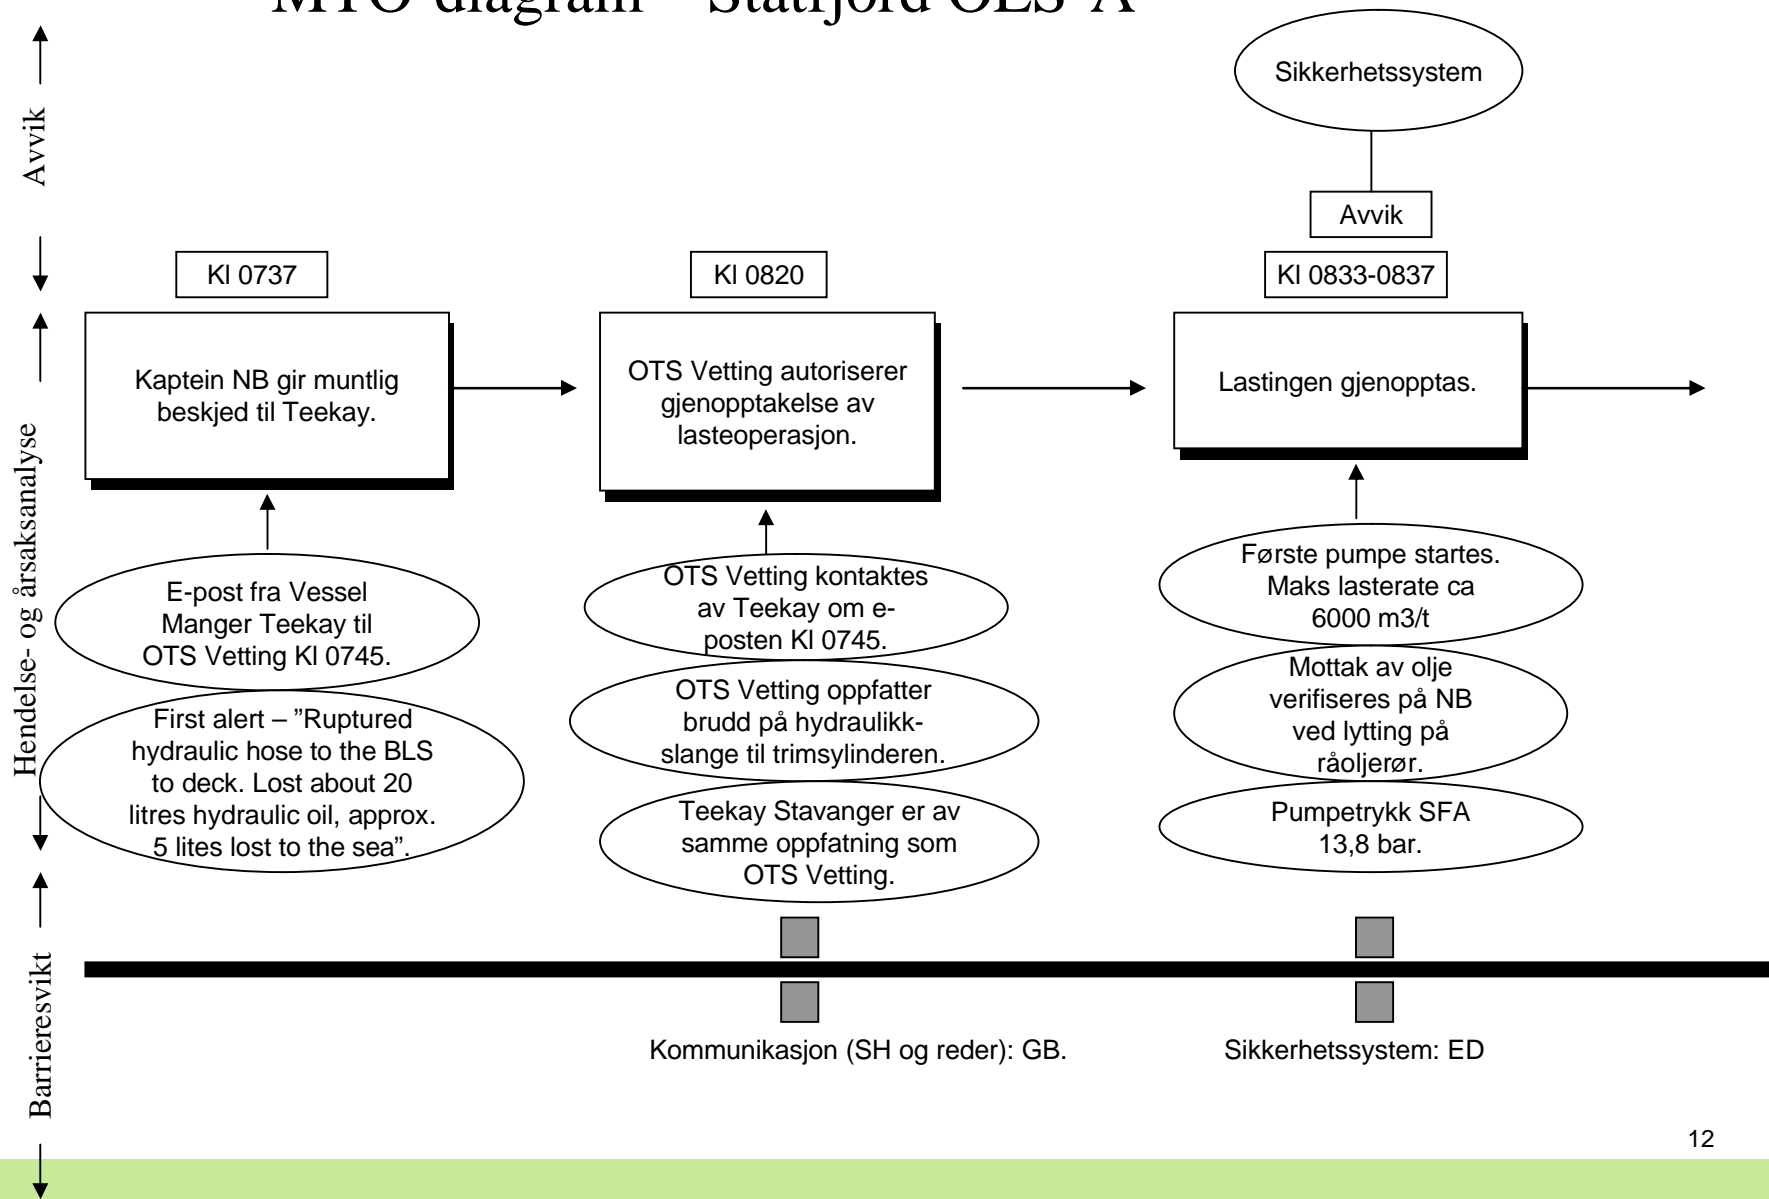 MTO-diagram – Statfjord OLS-A
Sikkerhetssystem
Avvik
Avvik
Kl 0737
Kl 0820
Kl 0833-0837
Hendelse- og årsaksanalyse
Kaptein NB gir muntlig
beskjed til Teekay.
OTS Vetting autoriserer
gjenopptakelse av
lasteoperasjon.
Lastingen gjenopptas.
E-post fra Vessel
Manger Teekay til
OTS Vetting Kl 0745.
First alert – ”Ruptured
hydraulic hose to the BLS
to deck. Lost about 20
litres hydraulic oil, approx.
5 lites lost to the sea”.
OTS Vetting kontaktes
av Teekay om e-
posten Kl 0745.
OTS Vetting oppfatter
brudd på hydraulikk-
slange til trimsylinderen.
Teekay Stavanger er av
samme oppfatning som
OTS Vetting.
Første pumpe startes.
Maks lasterate ca
6000 m3/t
Mottak av olje
verifiseres på NB
ved lytting på
råoljerør.
Pumpetrykk SFA
13,8 bar.
Barrieresvikt
Kommunikasjon (SH og reder): GB.
Sikkerhetssystem: ED
12